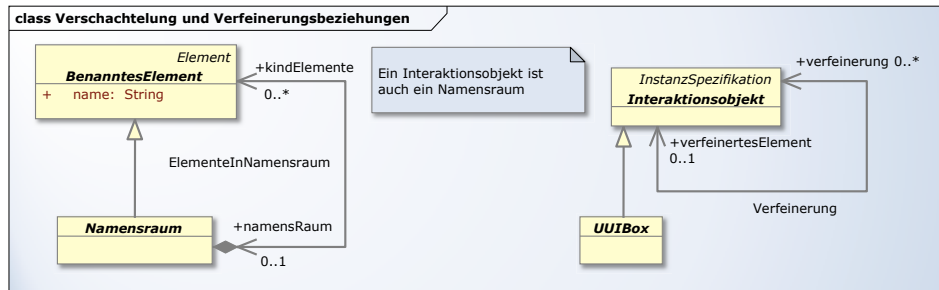 class Verschachtelung und Verfeinerungsbeziehungen
Element
BenanntesElement
+ name: String
+kindElemente
0..*
ElementeInNamensraum
Namensraum
+namensRaum
0..1
Ein Interaktionsobjekt ist
auch ein Namensraum
InstanzSpezifikation
Interaktionsobjekt
+verfeinerung 0..*
+verfeinertesElement
0..1
Verfeinerung
UUIBox